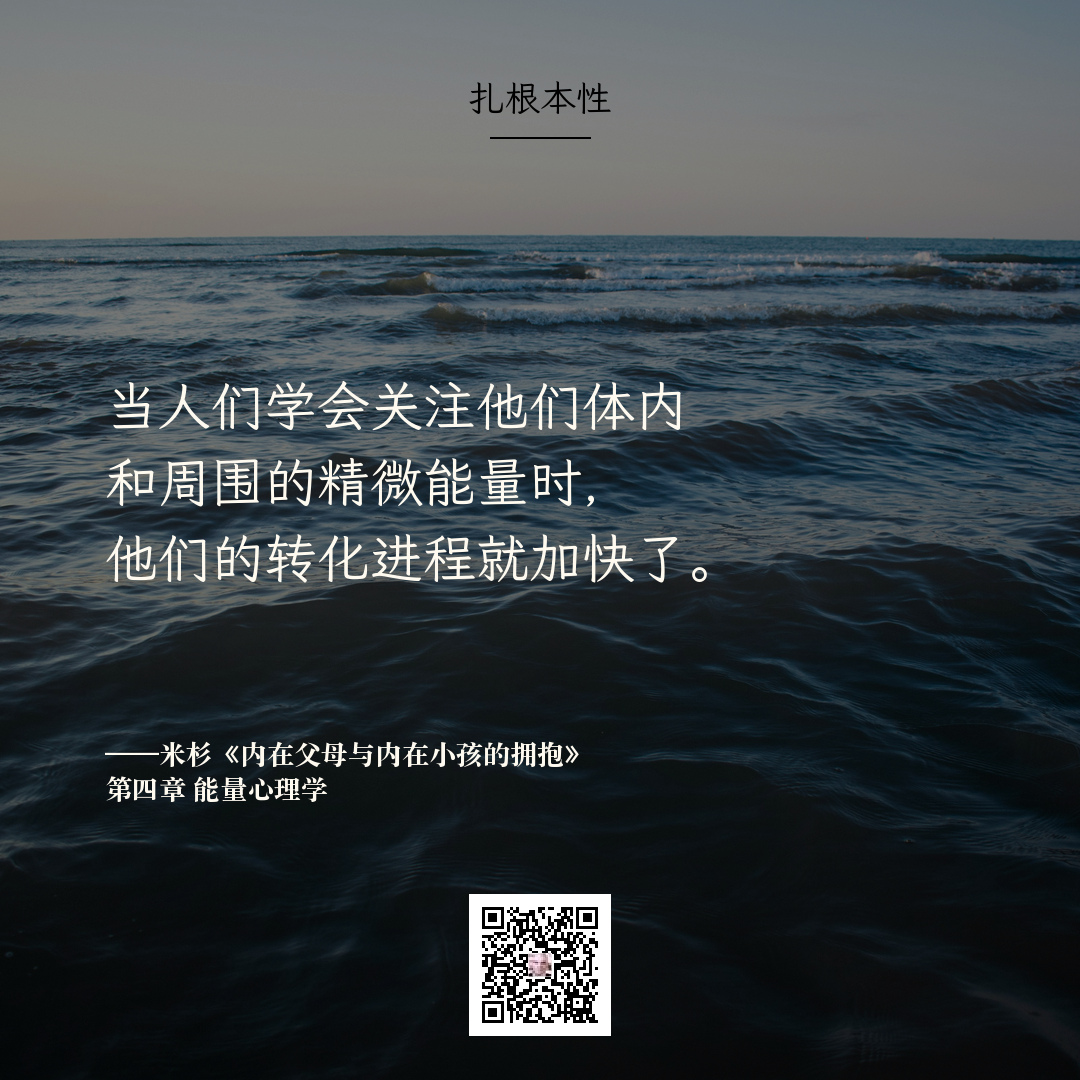 扎根本性
当人们学会关注他们体内
和周围的精微能量时,
他们的转化进程就加快了。
——米杉《内在父母与内在小孩的拥抱》
第四章 能量心理学